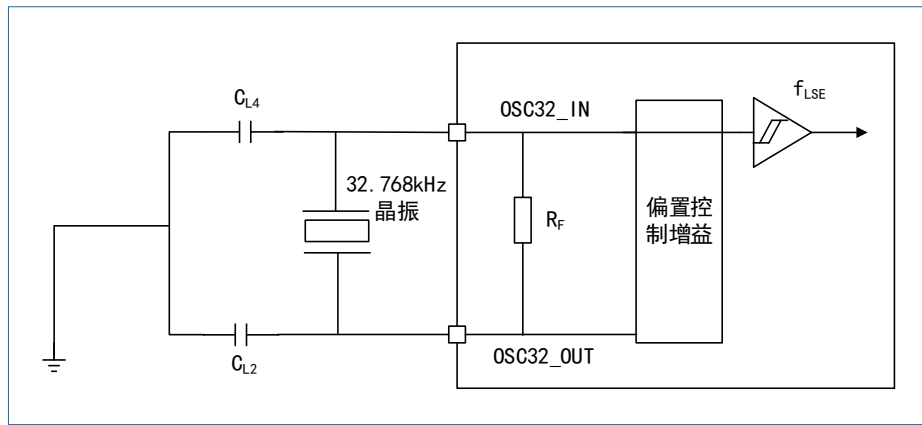 f_LSE
C_L4
OSC32_IN
32.768kHz
晶振
R_F
偏置控
制增益
OSC32_OUT
C_L2